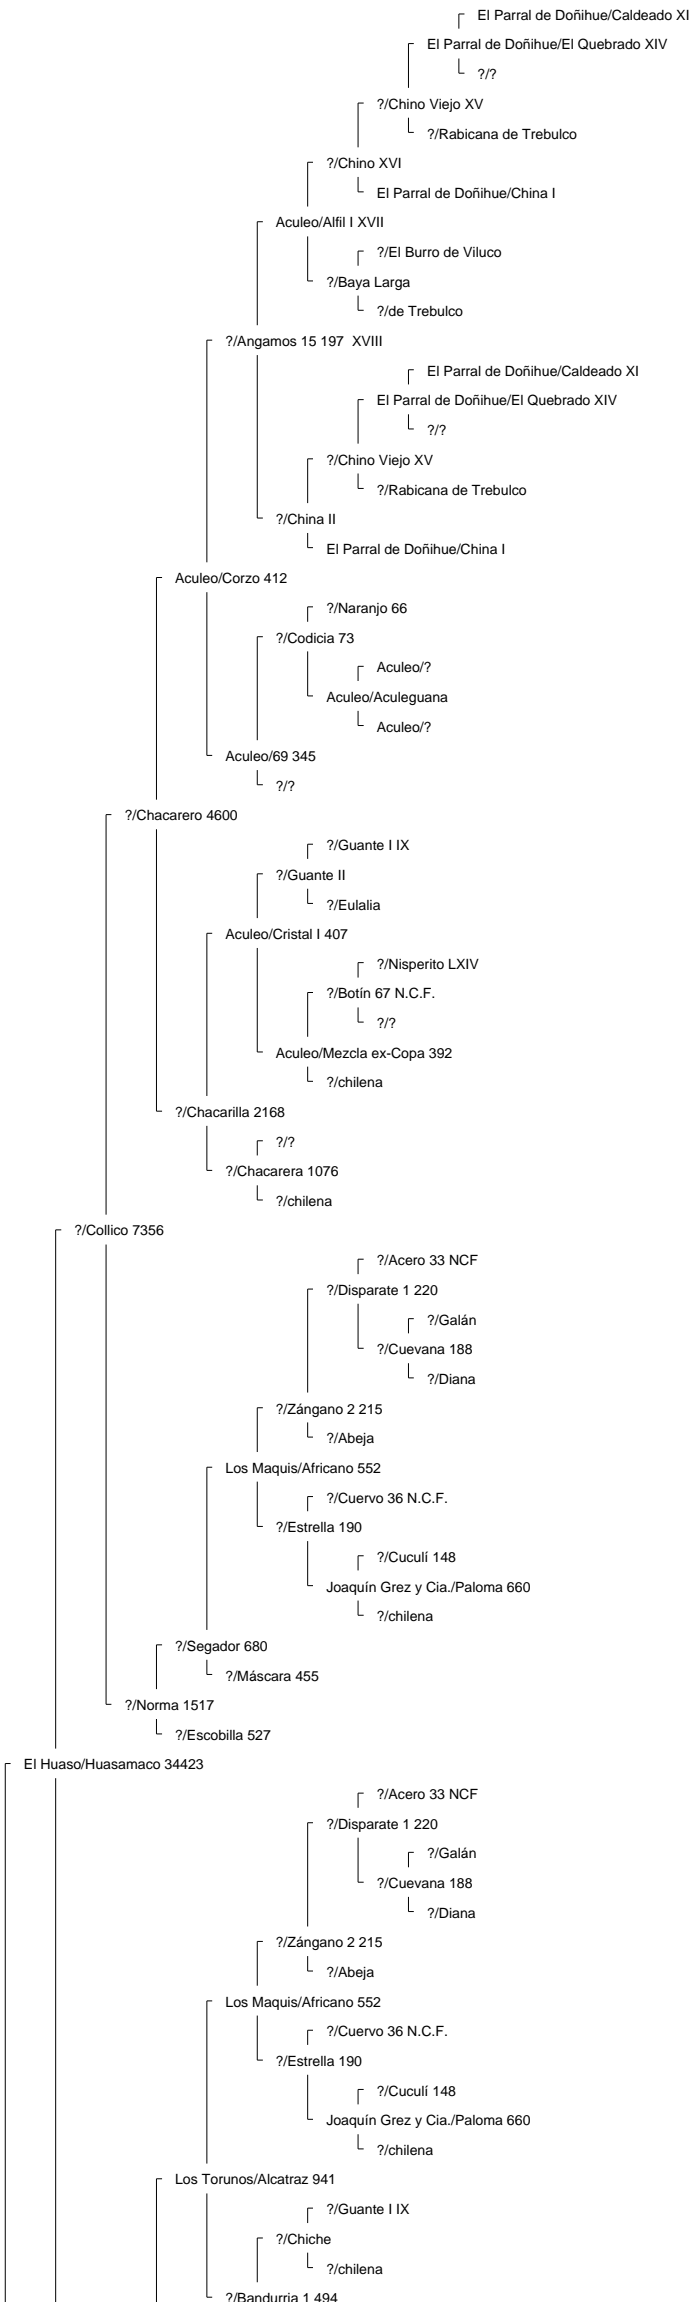 El Parral de Doñihue/Caldeado XI
El Parral de Doñihue/El Quebrado XIV
?/?
?/Chino Viejo XV
?/Rabicana de Trebulco
?/Chino XVI
El Parral de Doñihue/China I
Aculeo/Alfil I XVII
?/El Burro de Viluco
?/Baya Larga
?/de Trebulco
?/Angamos 15 197 XVIII
El Parral de Doñihue/Caldeado XI
El Parral de Doñihue/El Quebrado XIV
?/?
?/Chino Viejo XV
?/Rabicana de Trebulco
?/China II
El Parral de Doñihue/China I
Aculeo/Corzo 412
?/Naranjo 66
?/Codicia 73
Aculeo/?
Aculeo/Aculeguana
Aculeo/?
Aculeo/69 345
?/?
?/Chacarero 4600
?/Guante I IX
?/Guante II
?/Eulalia
Aculeo/Cristal I 407
?/Nisperito LXIV
?/Botín 67 N.C.F.
?/?
Aculeo/Mezcla ex-Copa 392
?/chilena
?/Chacarilla 2168
?/?
?/Chacarera 1076
?/chilena
?/Collico 7356
?/Acero 33 NCF
?/Disparate 1 220
?/Galán
?/Cuevana 188
?/Diana
?/Zángano 2 215
?/Abeja
Los Maquis/Africano 552
?/Cuervo 36 N.C.F.
?/Estrella 190
?/Cuculí 148
Joaquín Grez y Cia./Paloma 660
?/chilena
?/Segador 680
?/Máscara 455
?/Norma 1517
?/Escobilla 527
El Huaso/Huasamaco 34423
?/Acero 33 NCF
?/Disparate 1 220
?/Galán
?/Cuevana 188
?/Diana
?/Zángano 2 215
?/Abeja
Los Maquis/Africano 552
?/Cuervo 36 N.C.F.
?/Estrella 190
?/Cuculí 148
Joaquín Grez y Cia./Paloma 660
?/chilena
Los Torunos/Alcatraz 941
?/Guante I IX
?/Chiche
?/chilena
?/Bandurria 1 494